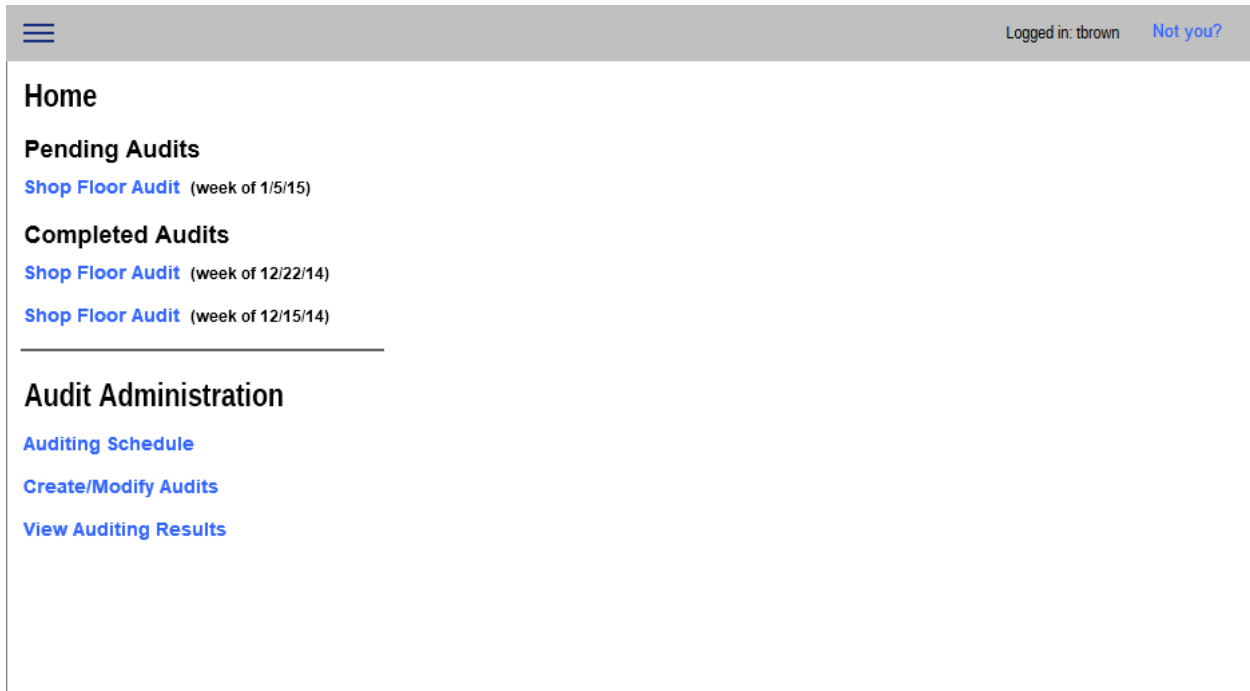 Logged in: tbrown Not you?
Home
Pending Audits
Shop Floor Audit (week of 1/5/15)
Completed Audits
Shop Floor Audit (week of 12/22/14)
Shop Floor Audit (week of 12/15/14)
Audit Administration
Auditing Schedule
Create/Modify Audits
View Auditing Results